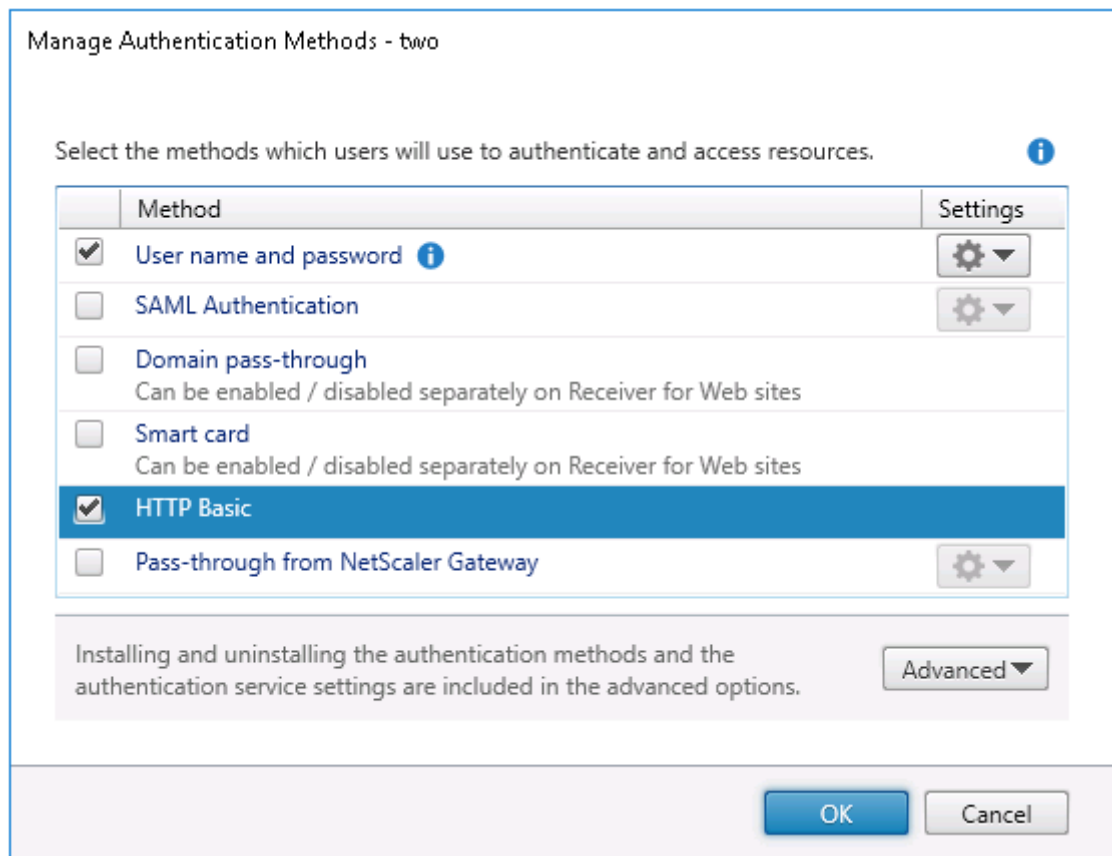 Manage Authentication Methods - two
Select the methods which users will use to authenticate and access resources.
Method Settings
User name and password
SAML Authentication
Domain pass-through
Can be enabled / disabled separately on Receiver for Web sites
Smart card
Can be enabled / disabled separately on Receiver for Web sites
HTTP Basic
Pass-through from NetScaler Gateway
Installing and uninstalling the authentication methods and the
authentication service settings are included in the advanced options.
Advanced
OK Cancel